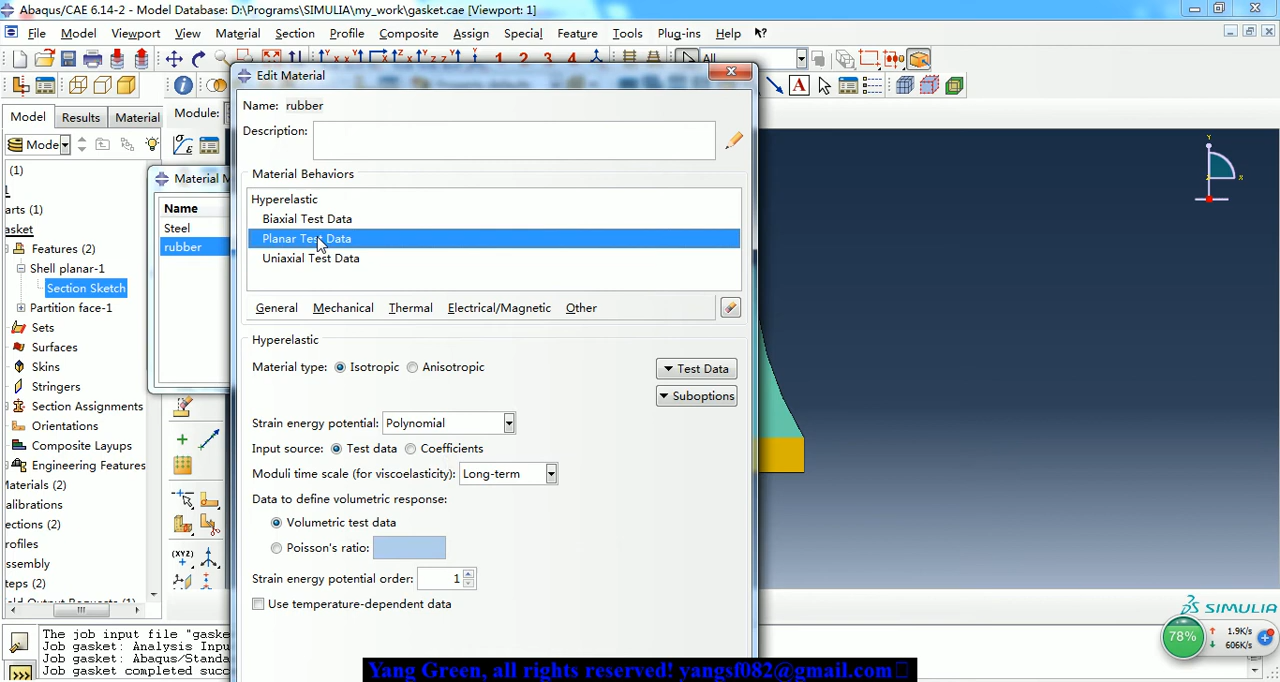 Abaqus/CAE 6.14-2 - Model Database: D:\Programs\SIMULIA\my_work\gasket.cae [Viewport: 1]
File Model Viewport View Material Section Profile Composite Assign Special Feature Tools Plug-ins Help
1 2 3 4 All
Edit Material
Name: rubber
Description:
Material Behaviors
Hyperelastic
Biaxial Test Data
Planar Test Data
Uniaxial Test Data
General Mechanical Thermal Electrical/Magnetic Other
Hyperelastic
Material type: Isotropic Anisotropic
Test Data
Suboptions
Strain energy potential: Polynomial
Input source: Test data Coefficients
Moduli time scale (for viscoelasticity): Long-term
Data to define volumetric response:
Volumetric test data
Poisson's ratio:
Strain energy potential order: 1
Use temperature-dependent data
Model Results Material
Module:
Mode
(1)
arts (1)
asket
Features (2)
Shell planar-1
Section Sketch
Partition face-1
Sets
Surfaces
Skins
Stringers
Section Assignments
Orientations
Composite Layups
Engineering Features
aterials (2)
alibrations
ections (2)
rofiles
ssembly
teps (2)
Material M
Name
Steel
rubber
(XYZ)
Y
X
The job input file "gaske
Job gasket: Analysis Inpu
Job gasket: Abaqus/Standa
Job gasket completed succ
SIMULIA
78%
1.9K/s
606K/s
Yang Green, all rights reserved! yangsf082@gmail.com